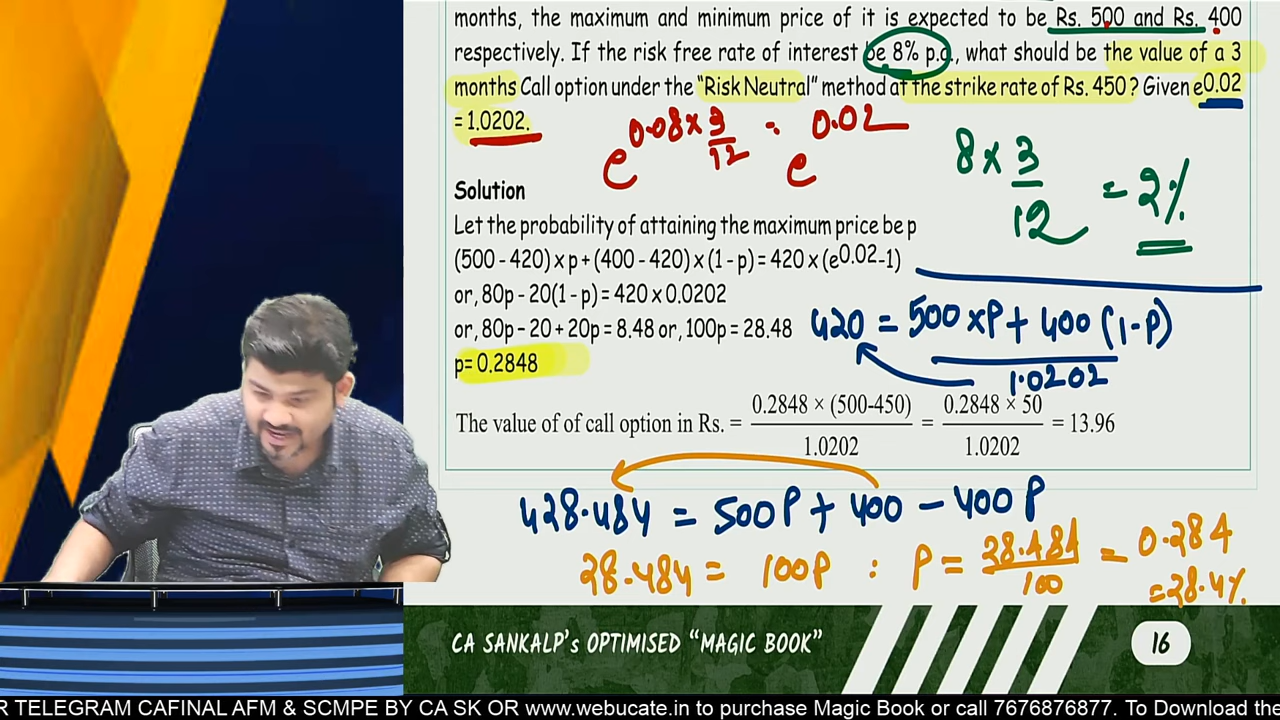 months, the maximum and minimum price of it is expected to be Rs. 500 and Rs. 400
respectively. If the risk free rate of interest be 8% p.a., what should be the value of a 3
months Call option under the "Risk Neutral" method at the strike rate of Rs. 450 ? Given e0.02
= 1.0202.
e^0.08×3/12 = e^0.02
8 × 3/12 = 2%
Solution
Let the probability of attaining the maximum price be p
(500 - 420) x p + (400 - 420) x (1 - p) = 420 x (e0.02-1)
or, 80p - 20(1 - p) = 420 x 0.0202
or, 80p – 20 + 20p = 8.48 or, 100p = 28.48
420 = 500 xP + 400 (1-P)
1.0202
p= 0.2848
The value of of call option in Rs. = 0.2848 × (500-450) / 1.0202 = 0.2848 × 50 / 1.0202 = 13.96
428.484 = 500P + 400 - 400P
28.484 = 100P : P = 28.484/100 = 0.284
=28.4%
CA SANKALP's OPTIMISED "MAGIC BOOK"
16
R TELEGRAM CAFINAL AFM & SCMPE BY CA SK OR www.webucate.in to purchase Magic Book or call 7676876877. To Download the